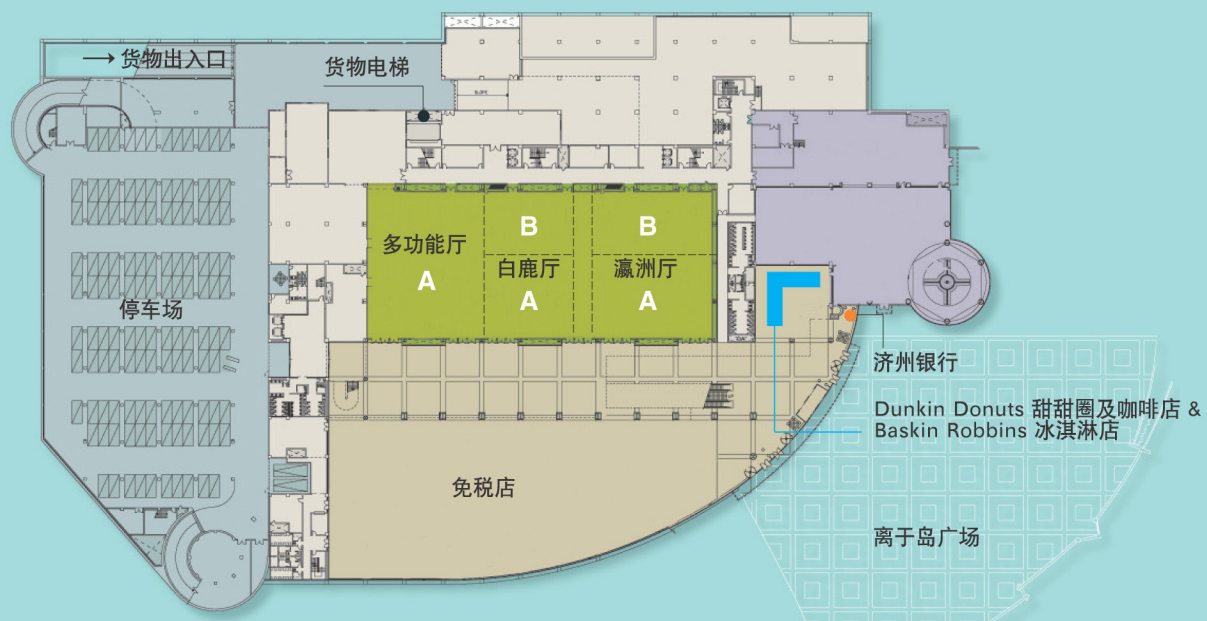 货物出入口
货物电梯
SLOPE
多功能厅
A
B
白鹿厅
A
B
瀛洲厅
A
停车场
济州银行
Dunkin Donuts 甜甜圈及咖啡店 &
Baskin Robbins 冰淇淋店
免税店
离于岛广场